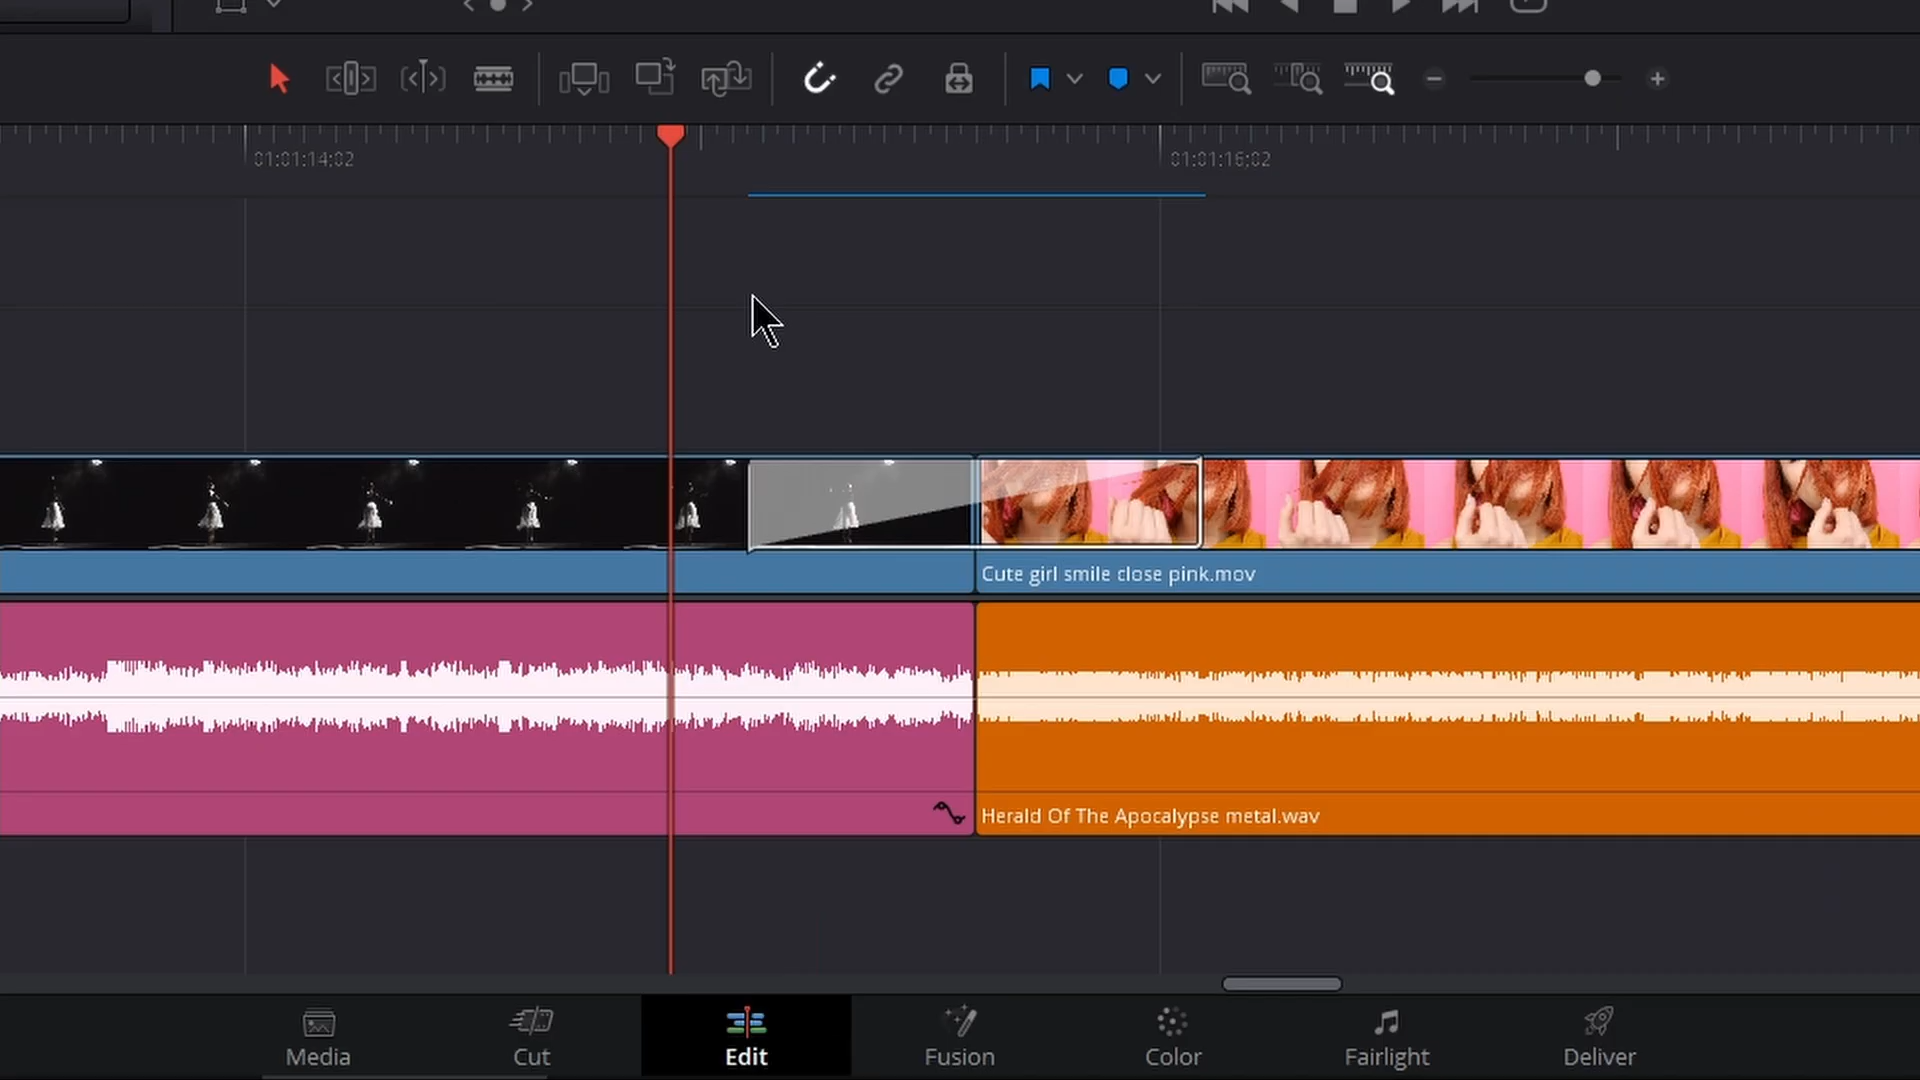 01:01:14;02
01:01:16;02
Cute girl smile close pink.mov
Herald Of The Apocalypse metal.wav
Media
Cut
Edit
Fusion
Color
Fairlight
Deliver